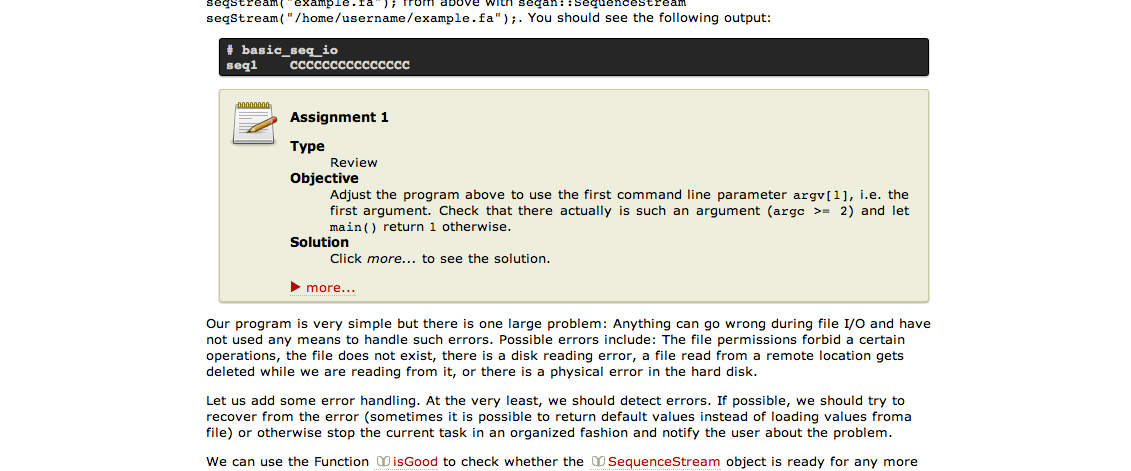 seqStream("example.fa"); from above with seqan::SequenceStream
seqStream("/home/username/example.fa");. You should see the following output:
# basic_seq_io
seq1    CCCCCCCCCCCCCCC
Assignment 1
Type
Review
Objective
Adjust the program above to use the first command line parameter argv[1], i.e. the
first argument. Check that there actually is such an argument (argc >= 2) and let
main() return 1 otherwise.
Solution
Click more... to see the solution.
more...
Our program is very simple but there is one large problem: Anything can go wrong during file I/O and have
not used any means to handle such errors. Possible errors include: The file permissions forbid a certain
operations, the file does not exist, there is a disk reading error, a file read from a remote location gets
deleted while we are reading from it, or there is a physical error in the hard disk.
Let us add some error handling. At the very least, we should detect errors. If possible, we should try to
recover from the error (sometimes it is possible to return default values instead of loading values froma
file) or otherwise stop the current task in an organized fashion and notify the user about the problem.
We can use the Function isGood to check whether the SequenceStream object is ready for any more